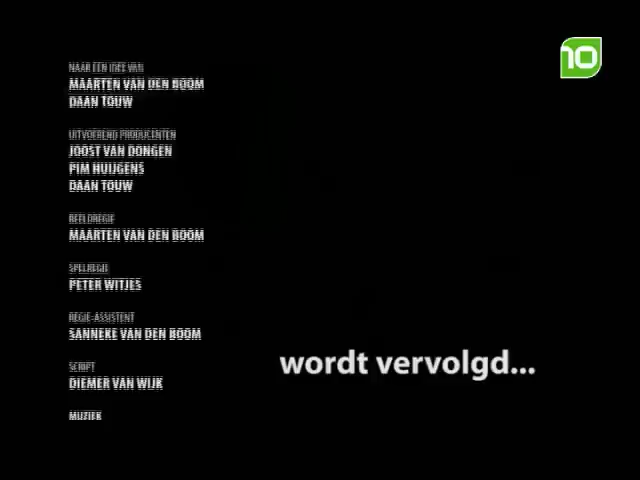 10
NAAR EEN IDEE VAN
MAARTEN VAN DEN BOOM
DAAN TOUW
UITVOEREND PRODUCENTEN
JOOST VAN DONGEN
PIM HUIJGENS
DAAN TOUW
BEELDREGIE
MAARTEN VAN DEN BOOM
SPELREGIE
PETER WITJES
REGIE-ASSISTENT
SANNEKE VAN DEN BOOM
SCRIPT
DIEMER VAN WIJK
MUZIEK
wordt vervolgd...